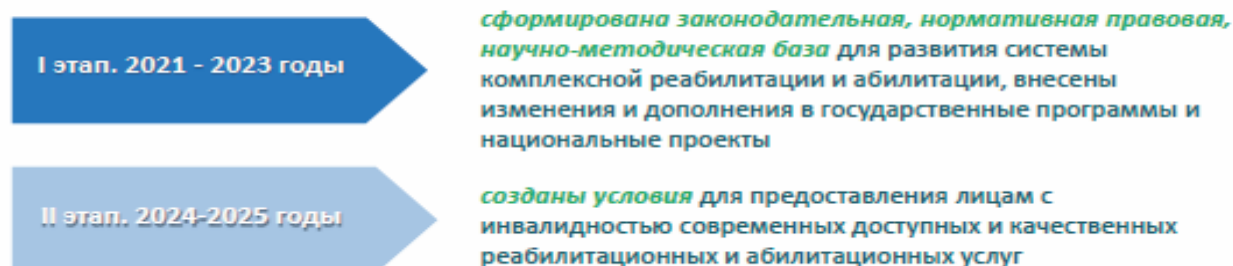 I этап. 2021 - 2023 годы
сформирована законодательная, нормативная правовая,
научно-методическая база для развития системы
комплексной реабилитации и абилитации, внесены
изменения и дополнения в государственные программы и
национальные проекты
II этап. 2024-2025 годы
созданы условия для предоставления лицам с
инвалидностью современных доступных и качественных
реабилитационных и абилитационных услуг